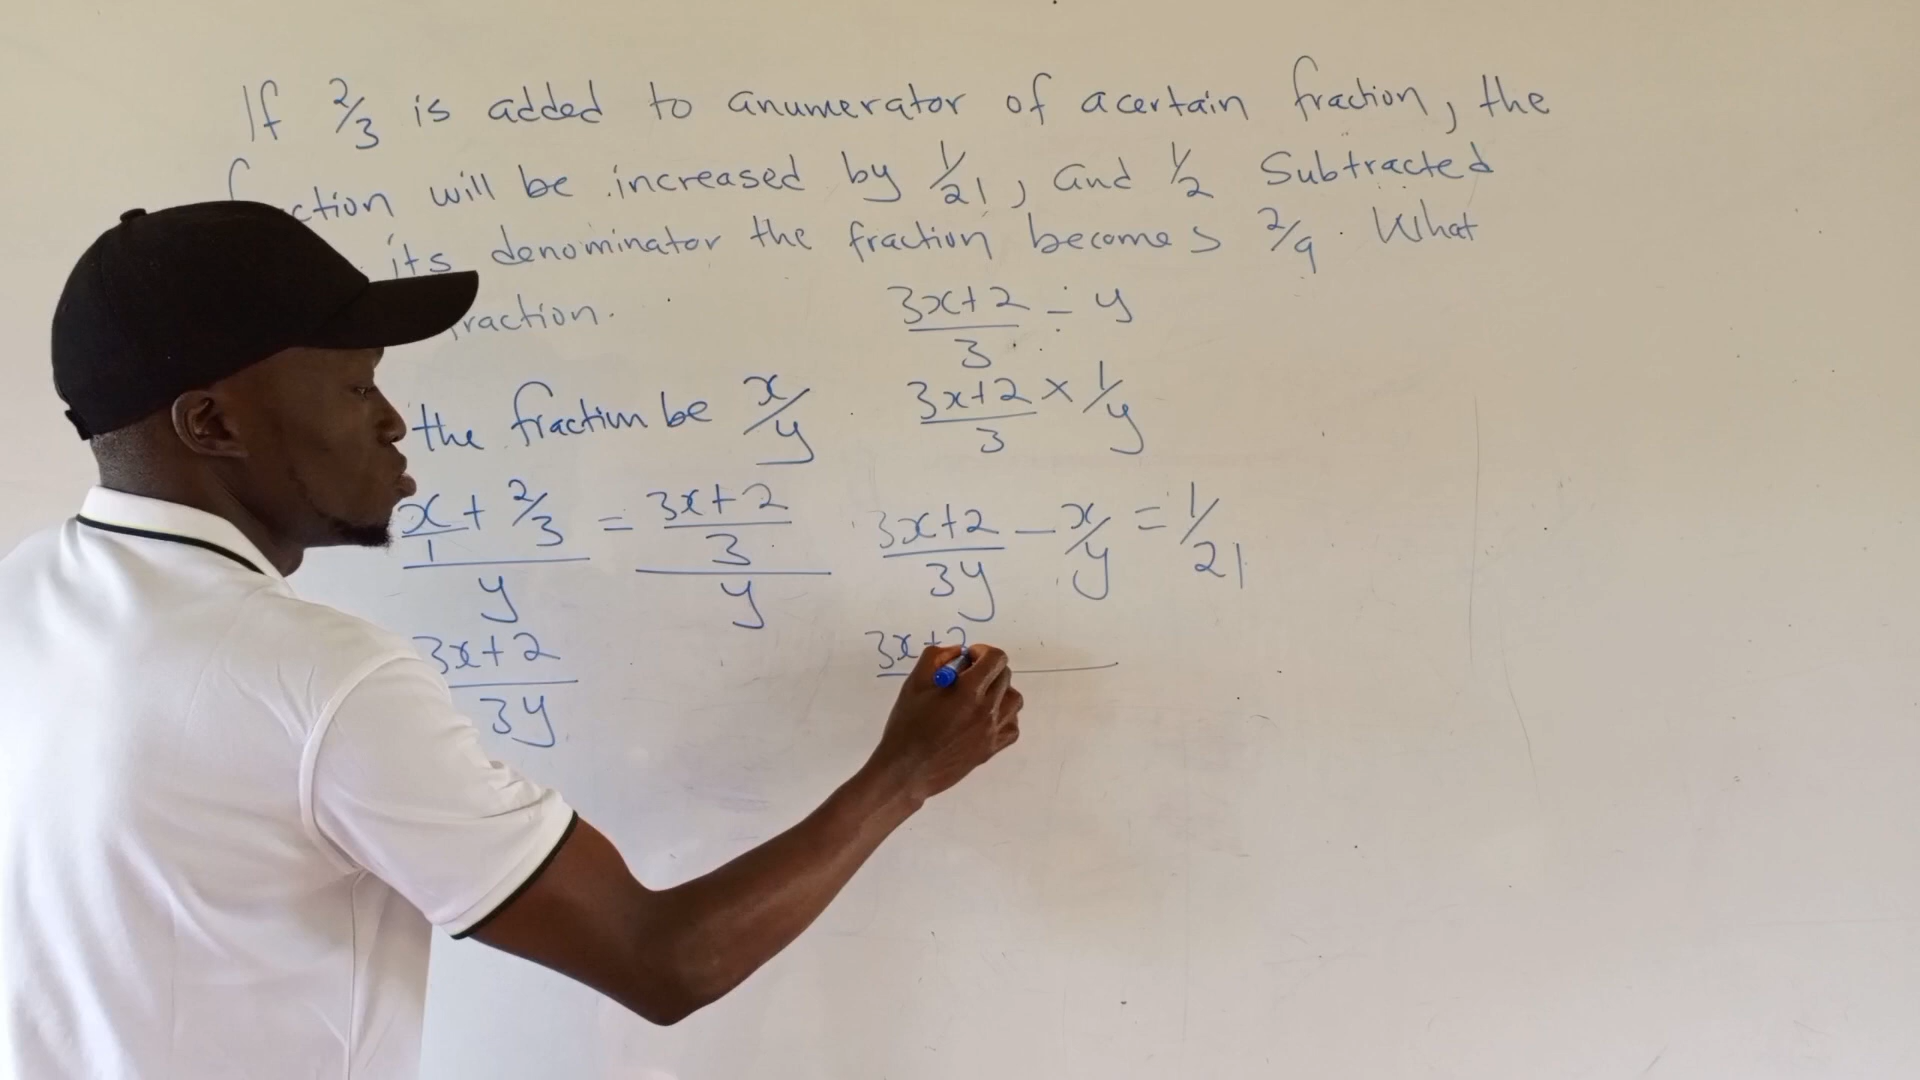 If 2/3 is added to anumerator of acertain fraction, the
ction will be increased by 1/21, and 1/2 Subtracted
its denominator the fraction becomes 2/9. What
raction.
3x+2/3 ÷ y
the fraction be x/y
3x+2/3 × 1/y
x/1 + 2/3 / y = 3x+2/3 / y
3x+2/3y - x/y = 1/21
3x+2/3y
3x+2